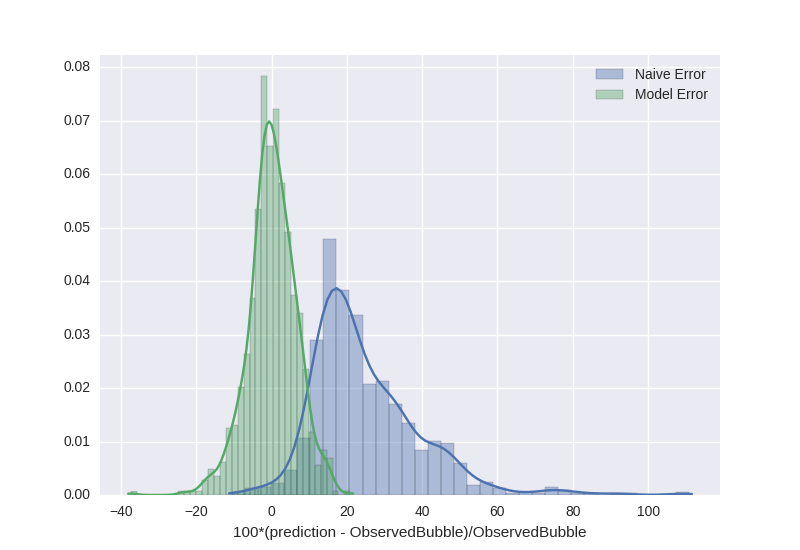 0.08
0.07
0.06
0.05
0.04
0.03
0.02
0.01
0.00
Naive Error
Model Error
−40 −20 0 20 40 60 80 100
100*(prediction - ObservedBubble)/ObservedBubble